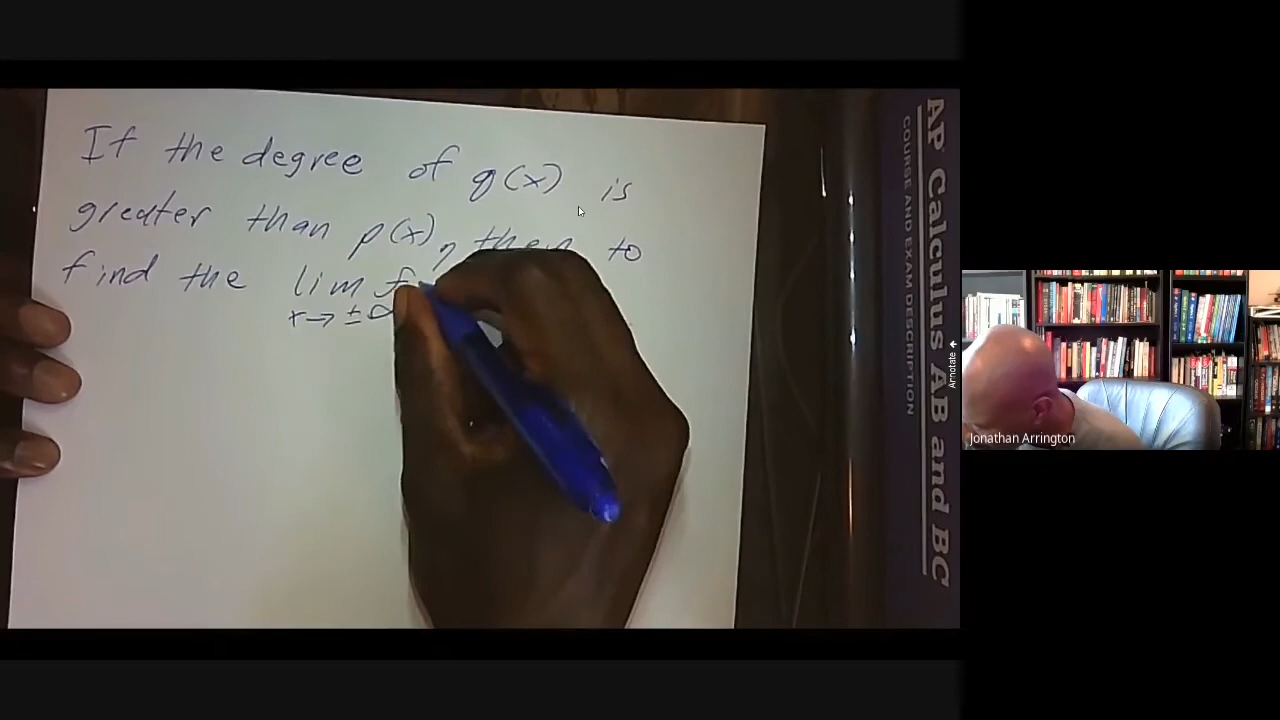 If the degree of q(x) is
greater than p(x), then to
find the lim f
x→ ±∞
AP Calculus AB and BC
COURSE AND EXAM DESCRIPTION
Annotate
Jonathan Arrington